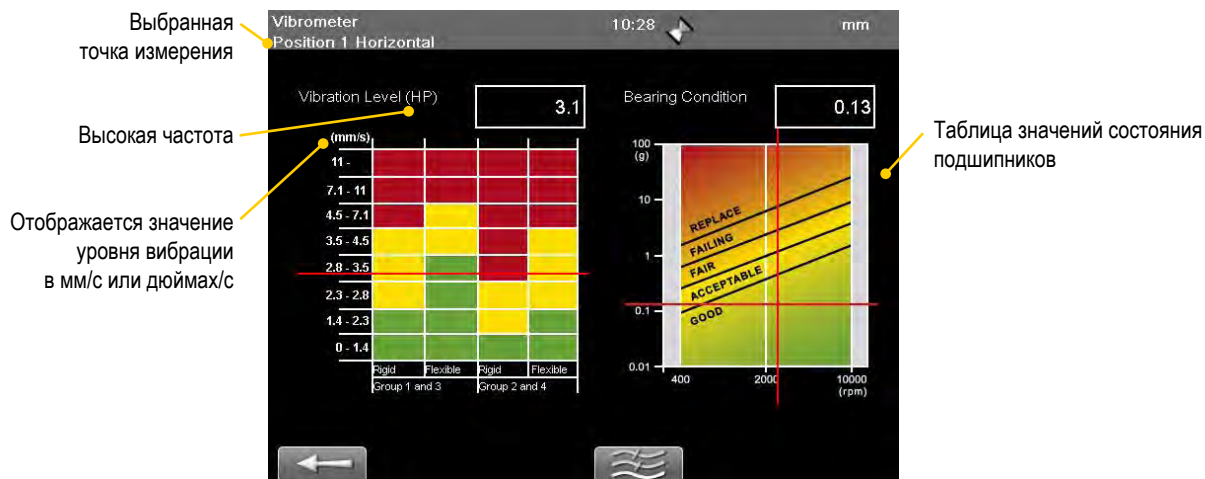 Выбранная
точка измерения
Высокая частота
Отображается значение
уровня вибрации
в мм/с или дюймах/с
Vibrometer
Position 1 Horizontal
10:28
mm
Vibration Level (HP)
3.1
(mm/s)
11 -
7.1 - 11
4.5 - 7.1
3.5 - 4.5
2.8 - 3.5
2.3 - 2.8
1.4 - 2.3
0 - 1.4
Rigid Flexible Rigid Flexible
Group 1 and 3 Group 2 and 4
Bearing Condition
0.13
100
(g)
10
1
0.1
0.01
REPLACE
FAILING
FAIR
ACCEPTABLE
GOOD
400 2000 10000
(rpm)
Таблица значений состояния
подшипников